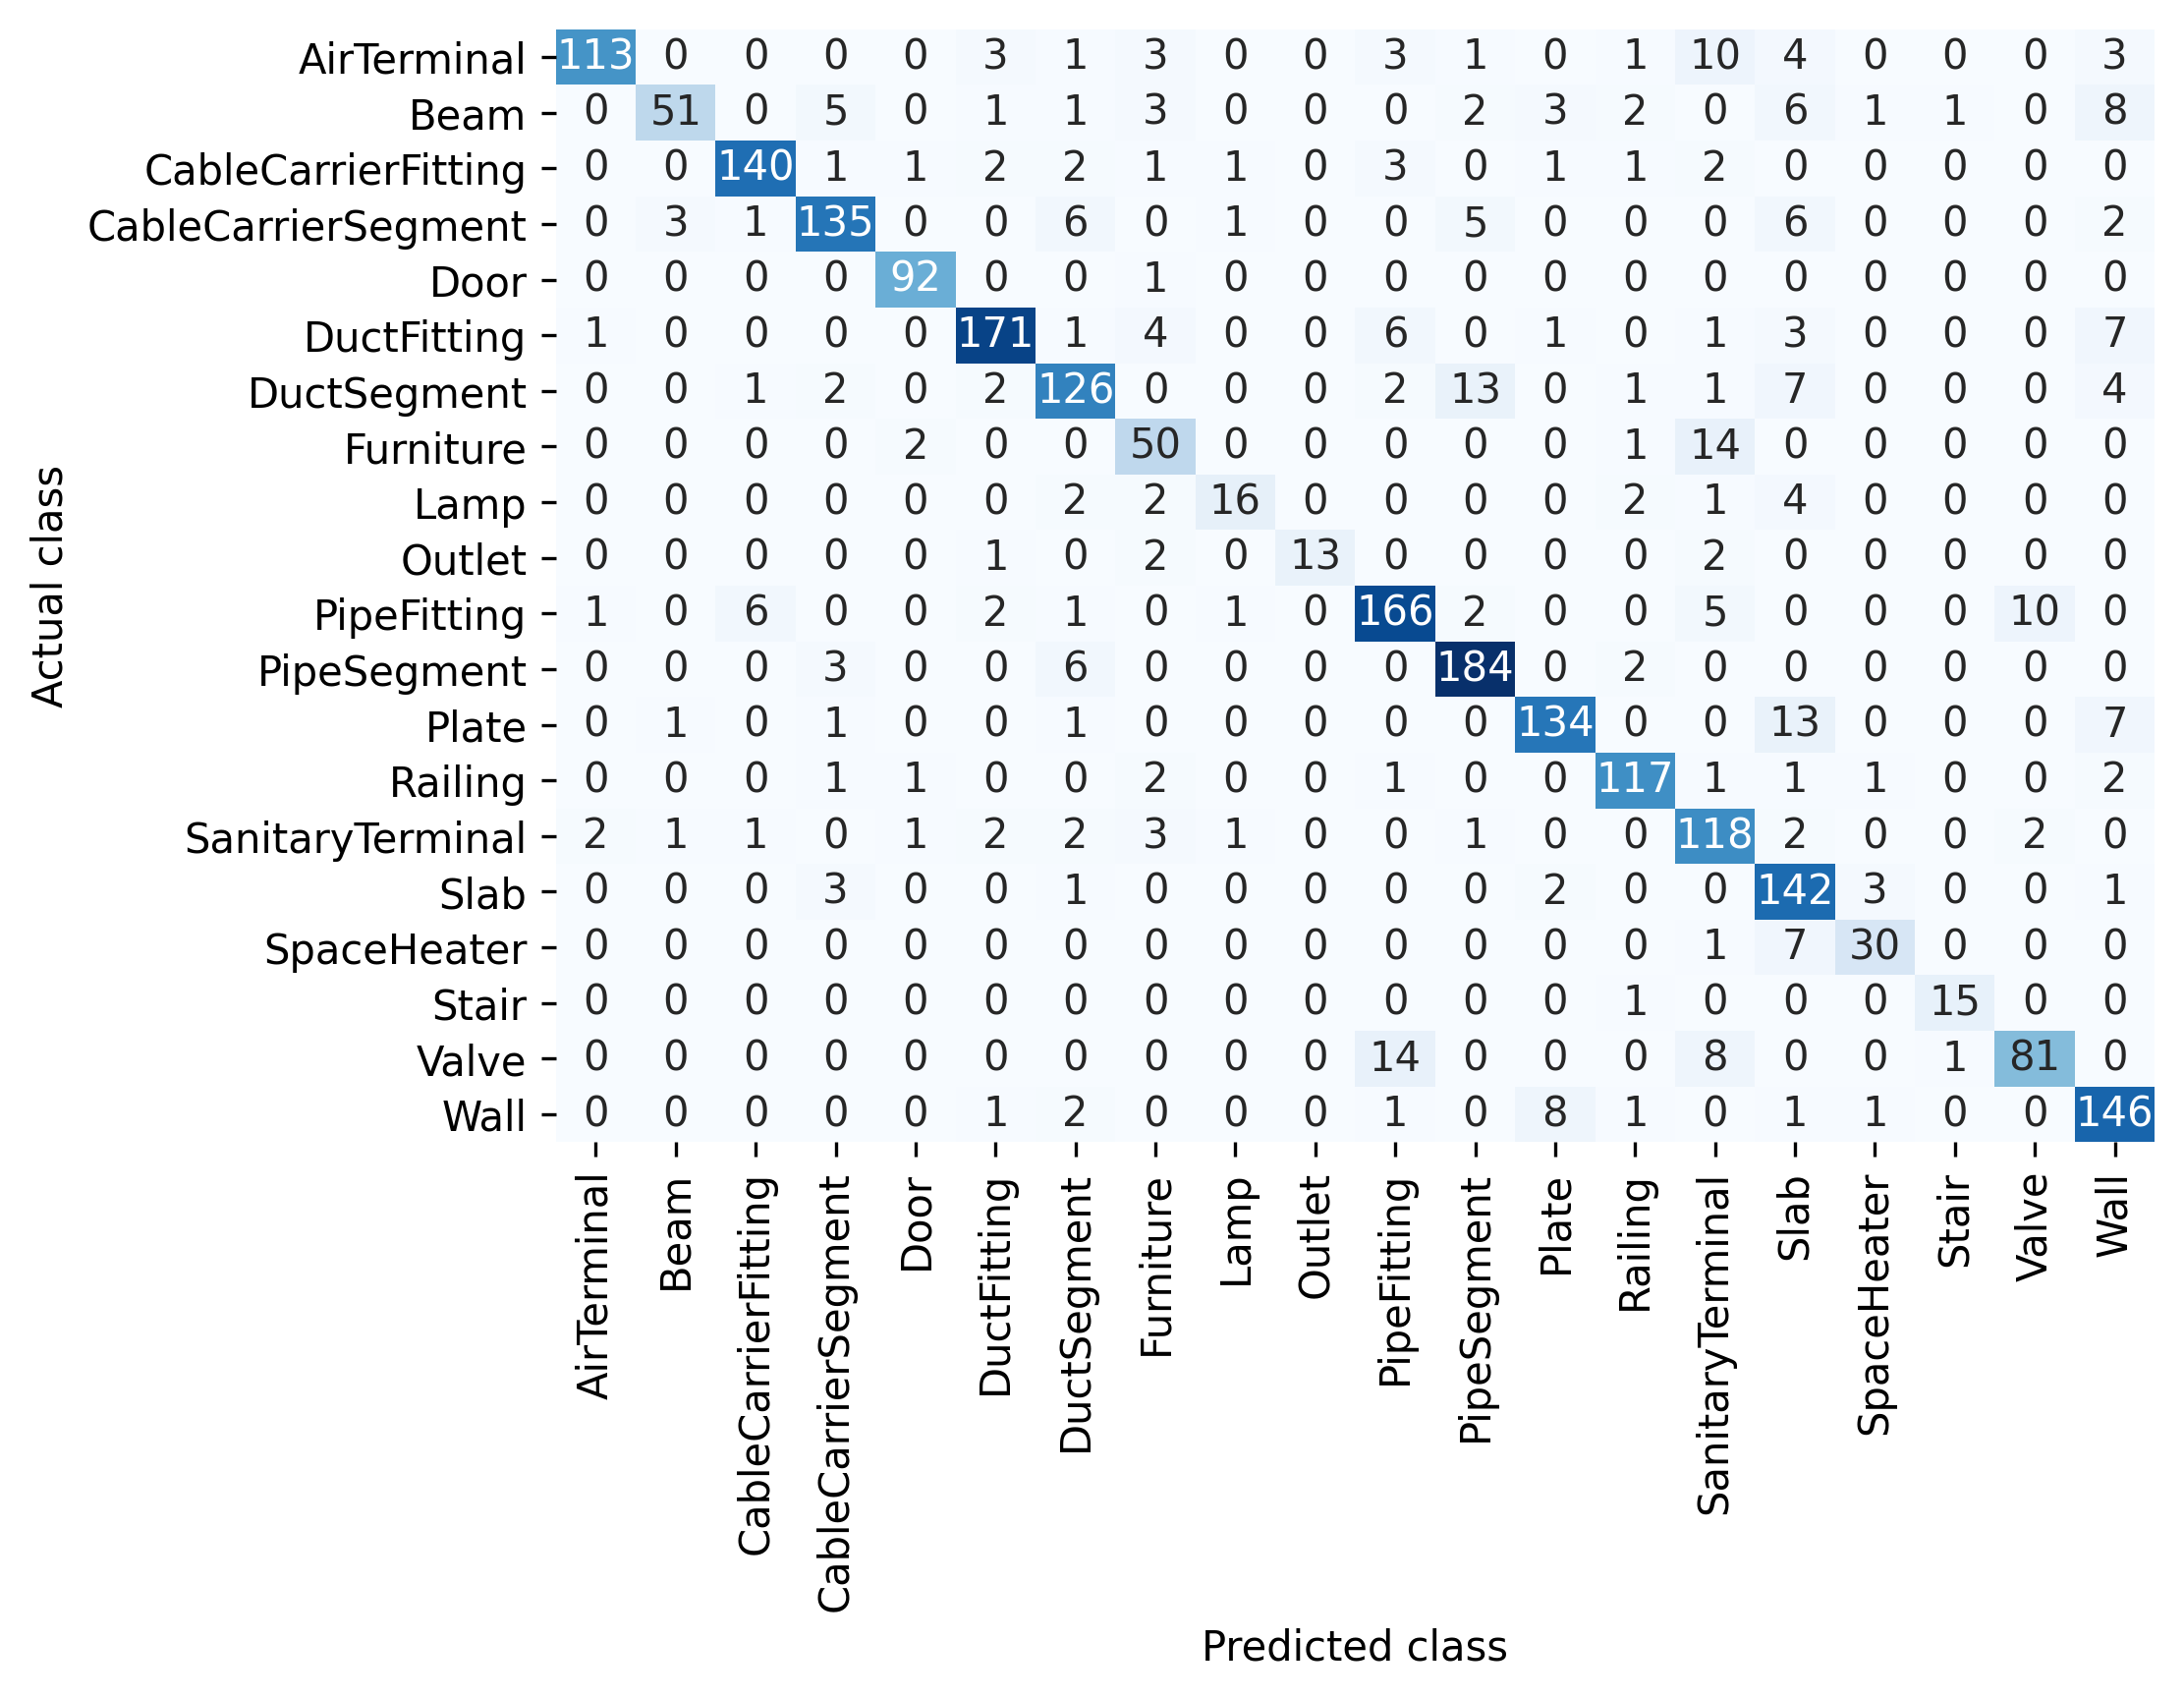 AirTerminal 113 0 0 0 0 3 1 3 0 0 3 1 0 1 10 4 0 0 0 3
Beam 0 51 0 5 0 1 1 3 0 0 0 2 3 2 0 6 1 1 0 8
CableCarrierFitting 0 0 140 1 1 2 2 1 1 0 3 0 1 1 2 0 0 0 0 0
CableCarrierSegment 0 3 1 135 0 0 6 0 1 0 0 5 0 0 0 6 0 0 0 2
Door 0 0 0 0 92 0 0 1 0 0 0 0 0 0 0 0 0 0 0 0
DuctFitting 1 0 0 0 0 171 1 4 0 0 6 0 1 0 1 3 0 0 0 7
DuctSegment 0 0 1 2 0 2 126 0 0 0 2 13 0 1 1 7 0 0 0 4
Furniture 0 0 0 0 2 0 0 50 0 0 0 0 0 1 14 0 0 0 0 0
Lamp 0 0 0 0 0 0 2 2 16 0 0 0 0 2 1 4 0 0 0 0
Outlet 0 0 0 0 0 1 0 2 0 13 0 0 0 0 2 0 0 0 0 0
PipeFitting 1 0 6 0 0 2 1 0 1 0 166 2 0 0 5 0 0 0 10 0
PipeSegment 0 0 0 3 0 0 6 0 0 0 0 184 0 2 0 0 0 0 0 0
Plate 0 1 0 1 0 0 1 0 0 0 0 0 134 0 0 13 0 0 0 7
Railing 0 0 0 1 1 0 0 2 0 0 1 0 0 117 1 1 1 0 0 2
SanitaryTerminal 2 1 1 0 1 2 2 3 1 0 0 1 0 0 118 2 0 0 2 0
Slab 0 0 0 3 0 0 1 0 0 0 0 0 2 0 0 142 3 0 0 1
SpaceHeater 0 0 0 0 0 0 0 0 0 0 0 0 0 0 1 7 30 0 0 0
Stair 0 0 0 0 0 0 0 0 0 0 0 0 0 1 0 0 0 15 0 0
Valve 0 0 0 0 0 0 0 0 0 0 14 0 0 0 8 0 0 1 81 0
Wall 0 0 0 0 0 1 2 0 0 0 1 0 8 1 0 1 1 0 0 146
Actual class
AirTerminal
Beam
CableCarrierFitting
CableCarrierSegment
Door
DuctFitting
DuctSegment
Furniture
Lamp
Outlet
PipeFitting
PipeSegment
Plate
Railing
SanitaryTerminal
Slab
SpaceHeater
Stair
Valve
Wall
Predicted class